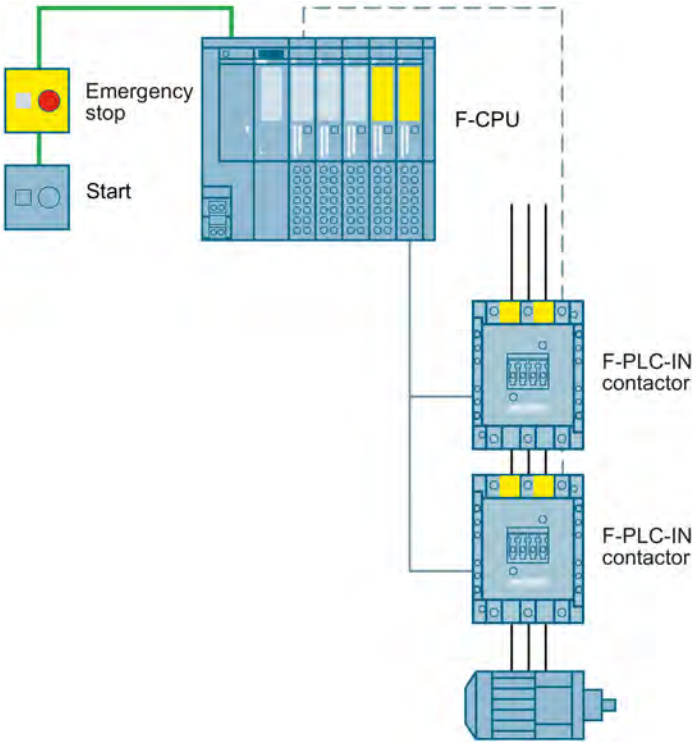 Emergency
stop
F-CPU
Start
F-PLC-IN
contactor
F-PLC-IN
contactor